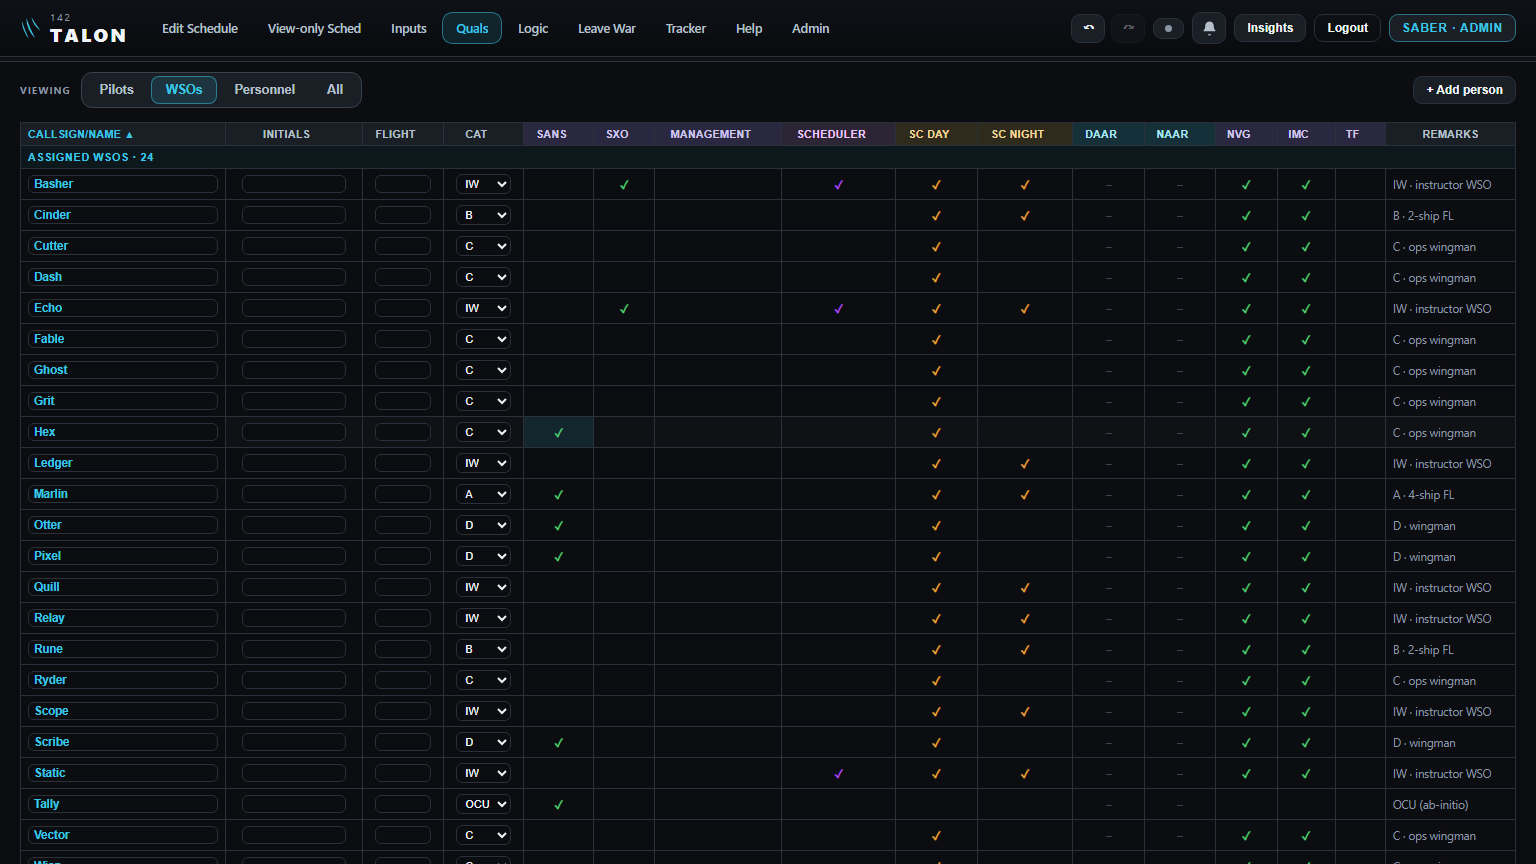 142
TALON
Edit Schedule View-only Sched Inputs Quals Logic Leave War Tracker Help Admin
Insights Logout SABER · ADMIN
VIEWING Pilots WSOs Personnel All + Add person
CALLSIGN/NAME ▲ INITIALS FLIGHT CAT SANS SXO MANAGEMENT SCHEDULER SC DAY SC NIGHT DAAR NAAR NVG IMC TF REMARKS
ASSIGNED WSOS · 24
Basher IW ✓ ✓ ✓ ✓ – – ✓ ✓ IW · instructor WSO
Cinder B ✓ ✓ – – ✓ ✓ B · 2-ship FL
Cutter C ✓ – – ✓ ✓ C · ops wingman
Dash C ✓ – – ✓ ✓ C · ops wingman
Echo IW ✓ ✓ ✓ ✓ – – ✓ ✓ IW · instructor WSO
Fable C ✓ – – ✓ ✓ C · ops wingman
Ghost C ✓ – – ✓ ✓ C · ops wingman
Grit C ✓ – – ✓ ✓ C · ops wingman
Hex C ✓ ✓ – – ✓ ✓ C · ops wingman
Ledger IW ✓ ✓ – – ✓ ✓ IW · instructor WSO
Marlin A ✓ ✓ ✓ – – ✓ ✓ A · 4-ship FL
Otter D ✓ ✓ – – ✓ ✓ D · wingman
Pixel D ✓ ✓ – – ✓ ✓ D · wingman
Quill IW ✓ ✓ – – ✓ ✓ IW · instructor WSO
Relay IW ✓ ✓ – – ✓ ✓ IW · instructor WSO
Rune B ✓ ✓ – – ✓ ✓ B · 2-ship FL
Ryder C ✓ – – ✓ ✓ C · ops wingman
Scope IW ✓ ✓ – – ✓ ✓ IW · instructor WSO
Scribe D ✓ ✓ – – ✓ ✓ D · wingman
Static IW ✓ ✓ ✓ – – ✓ ✓ IW · instructor WSO
Tally OCU ✓ – – OCU (ab-initio)
Vector C ✓ – – ✓ ✓ C · ops wingman